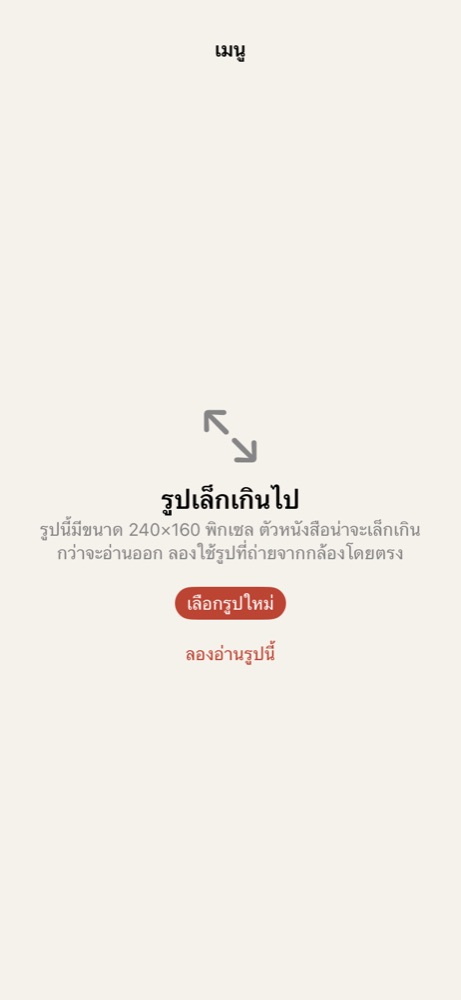 เมนู
รูปเล็กเกินไป
รูปนี้มีขนาด 240×160 พิกเซล ตัวหนังสือน่าจะเล็กเกิน
กว่าจะอ่านออก ลองใช้รูปที่ถ่ายจากกล้องโดยตรง
เลือกรูปใหม่
ลองอ่านรูปนี้